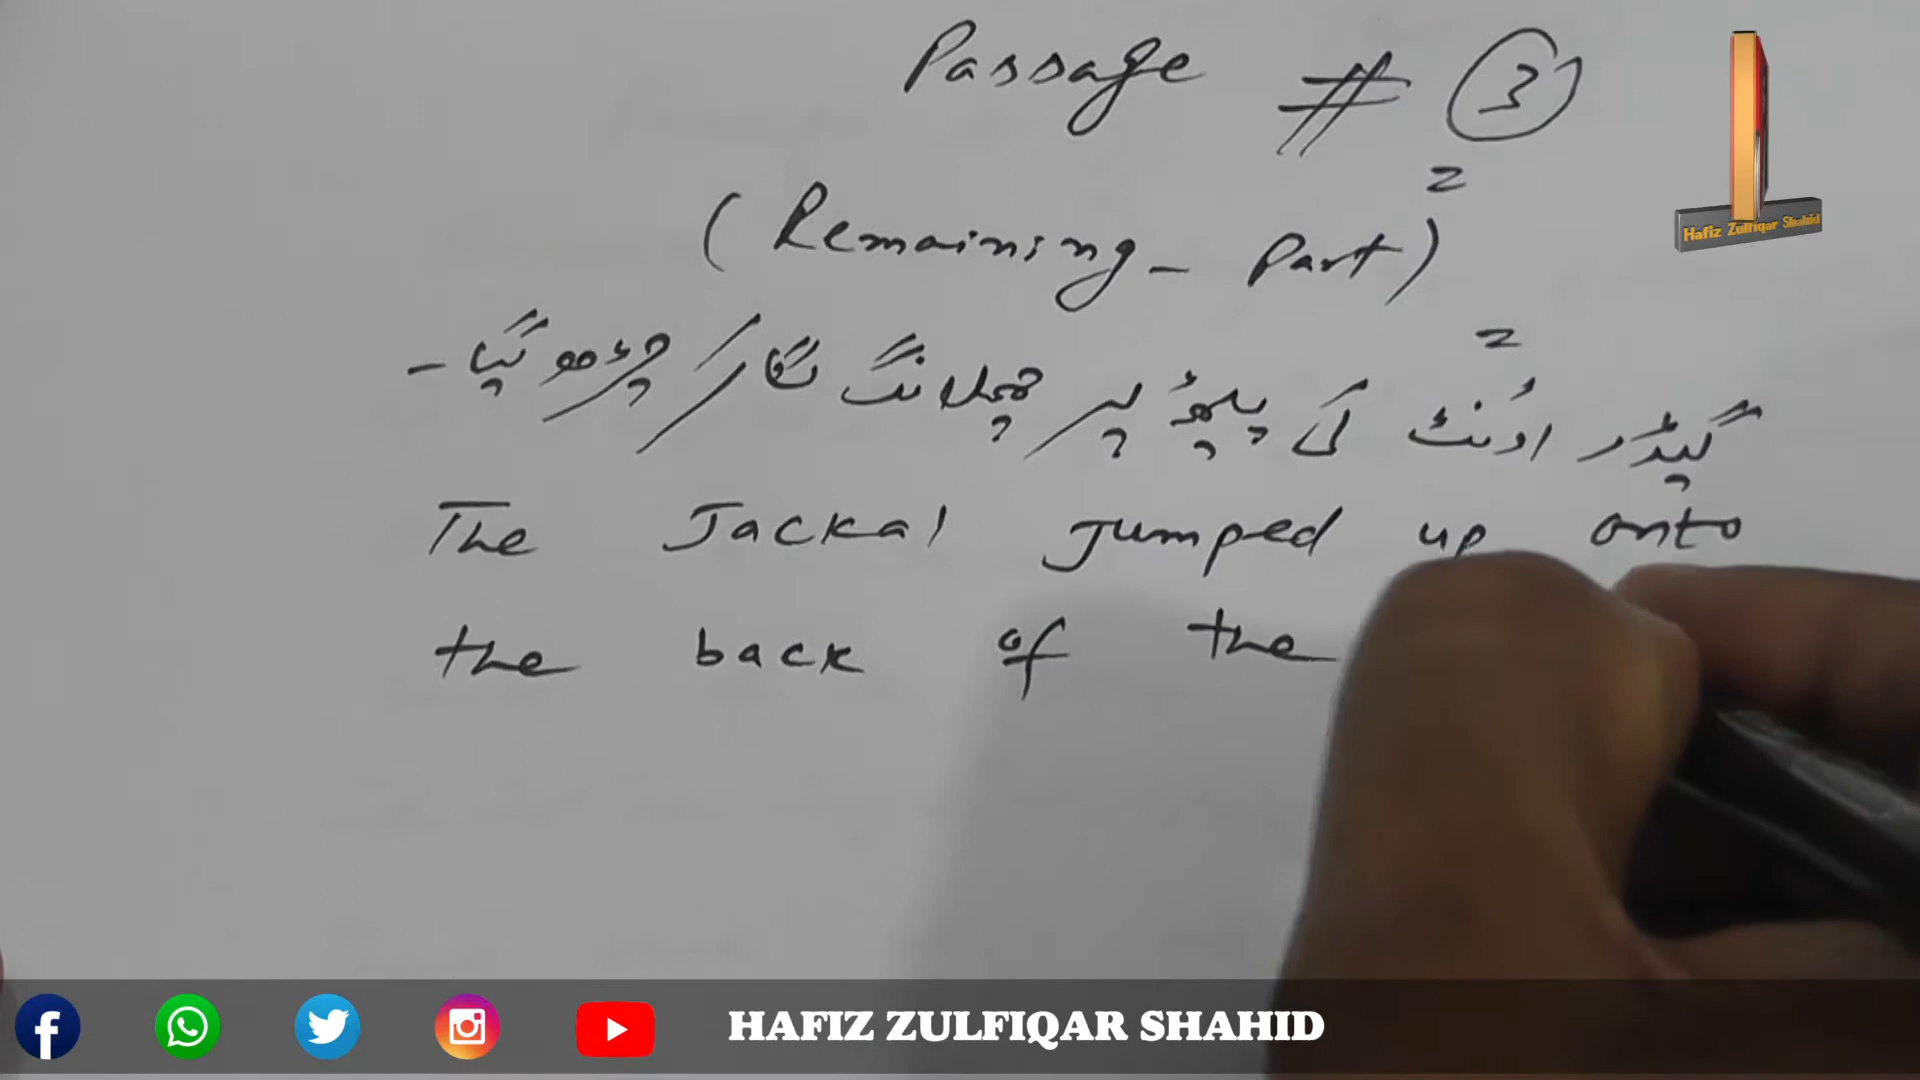 Passage # 3
(Remaining - Part)
گیدڑ اونٹ کی پیٹھ پر چھلانگ لگا کر چڑھ گیا۔
The Jackal jumped up onto
the back of the
Hafiz Zulfiqar Shahid
HAFIZ ZULFIQAR SHAHID